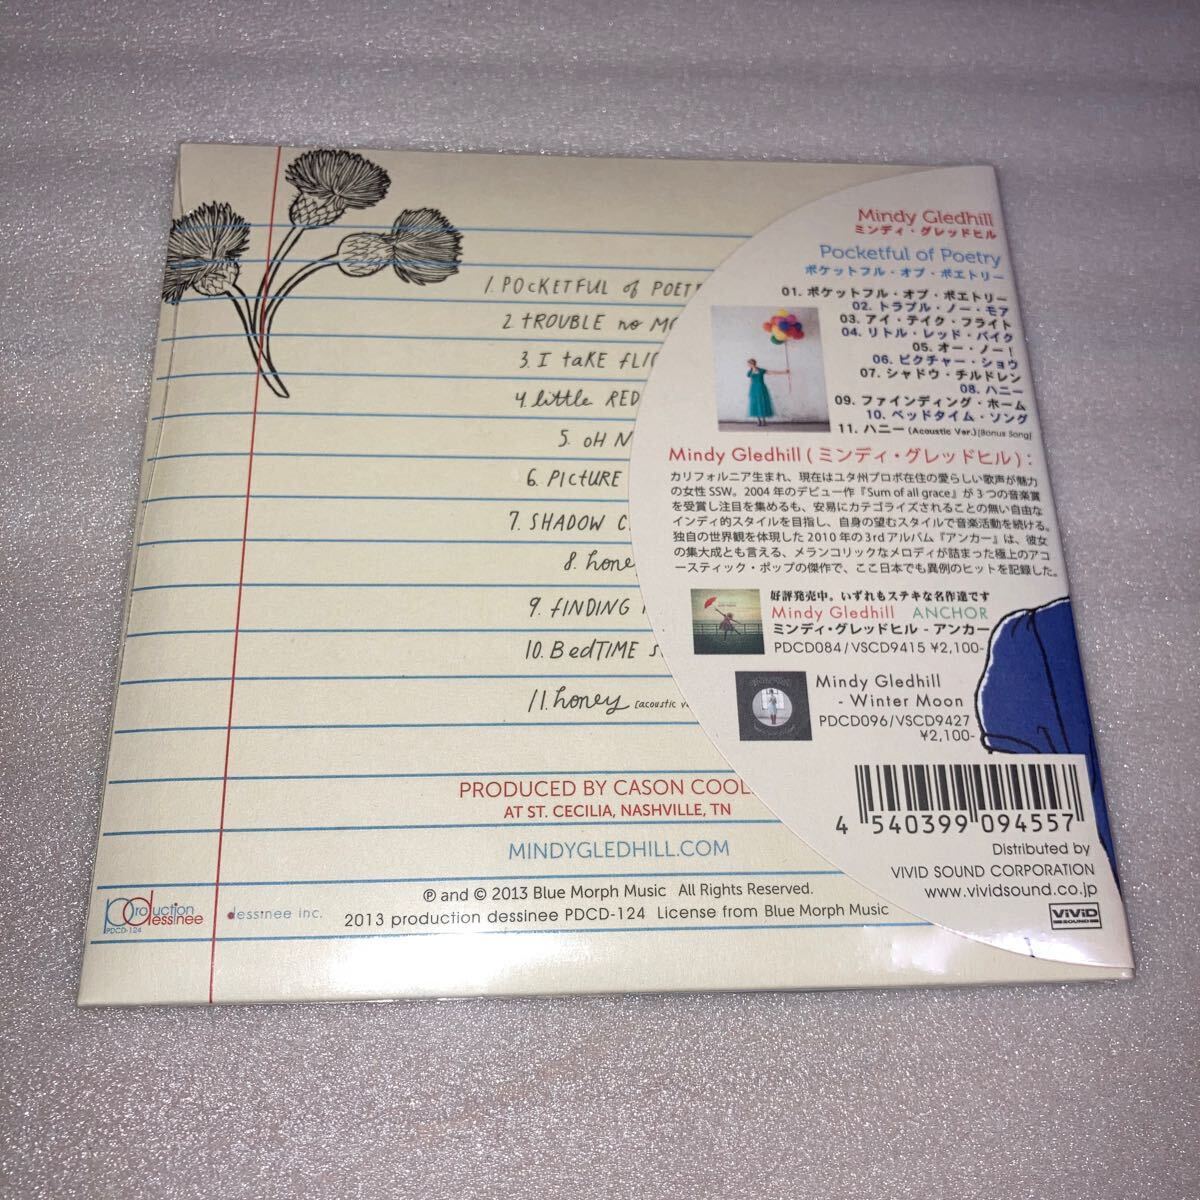 1. POCKETFUL of POET
2. TROUBLE no MO
3. I TAKE FLIG
4. little RED
5. OH N
6. PICTURE
7. SHADOW C
8. hone
9. FINDING
10. BedTIME S
11. honey [acoustic ve
PRODUCED BY CASON COOL
AT ST. CECILIA, NASHVILLE, TN
MINDYGLEDHILL.COM
℗ and © 2013 Blue Morph Music All Rights Reserved.
2013 production dessinee PDCD-124 License from Blue Morph Music
production dessinee
PDCD-124
dessinee inc.
Mindy Gledhill
ミンディ・グレッドヒル
Pocketful of Poetry
ポケットフル・オブ・ポエトリー
01. ポケットフル・オブ・ポエトリー
02. トラブル・ノー・モア
03. アイ・テイク・フライト
04. リトル・レッド・バイク
05. オー・ノー！
06. ピクチャー・ショウ
07. シャドウ・チルドレン
08. ハニー
09. ファインディング・ホーム
10. ベッドタイム・ソング
11. ハニー (Acoustic Ver.) [Bonus Song]
Mindy Gledhill ( ミンディ・グレッドヒル ) :
カリフォルニア生まれ、現在はユタ州プロボ在住の愛らしい歌声が魅力
の女性 SSW。2004 年のデビュー作『Sum of all grace』が 3 つの音楽賞
を受賞し注目を集めるも、安易にカテゴライズされることの無い自由な
インディ的スタイルを目指し、自身の望むスタイルで音楽活動を続ける。
独自の世界観を体現した 2010 年の 3rd アルバム『アンカー』は、彼女
の集大成とも言える、メランコリックなメロディが詰まった極上のアコ
ースティック・ポップの傑作で、ここ日本でも異例のヒットを記録した。
好評発売中。いずれもステキな名作達です
Mindy Gledhill ANCHOR
ミンディ・グレッドヒル - アンカー
PDCD084/VSCD9415 ¥2,100-
Mindy Gledhill
- Winter Moon
PDCD096/VSCD9427
¥2,100-
4 540399 094557
Distributed by
VIVID SOUND CORPORATION
www.vividsound.co.jp
ViViD
SOUND